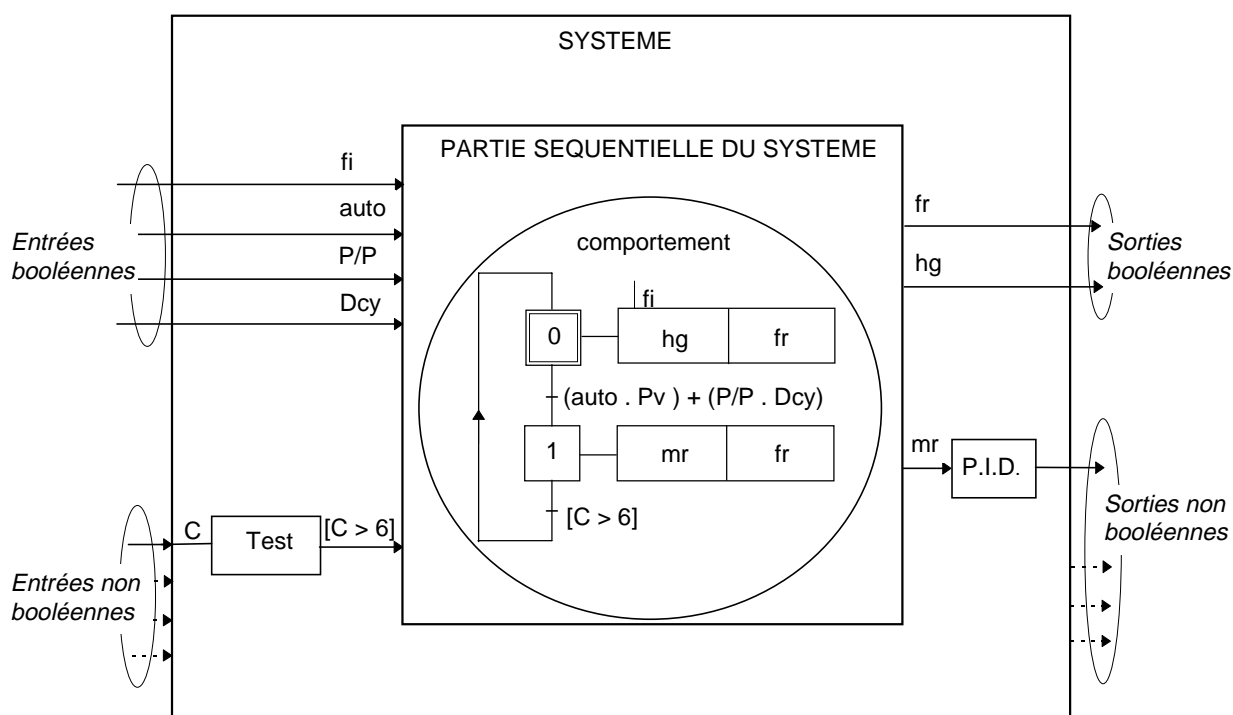 SYSTEME
PARTIE SEQUENTIELLE DU SYSTEME
fi
auto
P/P
Dcy
Entrées
booléennes
comportement
fi
0
hg
fr
(auto . Pv ) + (P/P . Dcy)
1
mr
fr
[C > 6]
fr
hg
Sorties
booléennes
mr
P.I.D.
Sorties non
booléennes
C
Test
[C > 6]
Entrées non
booléennes